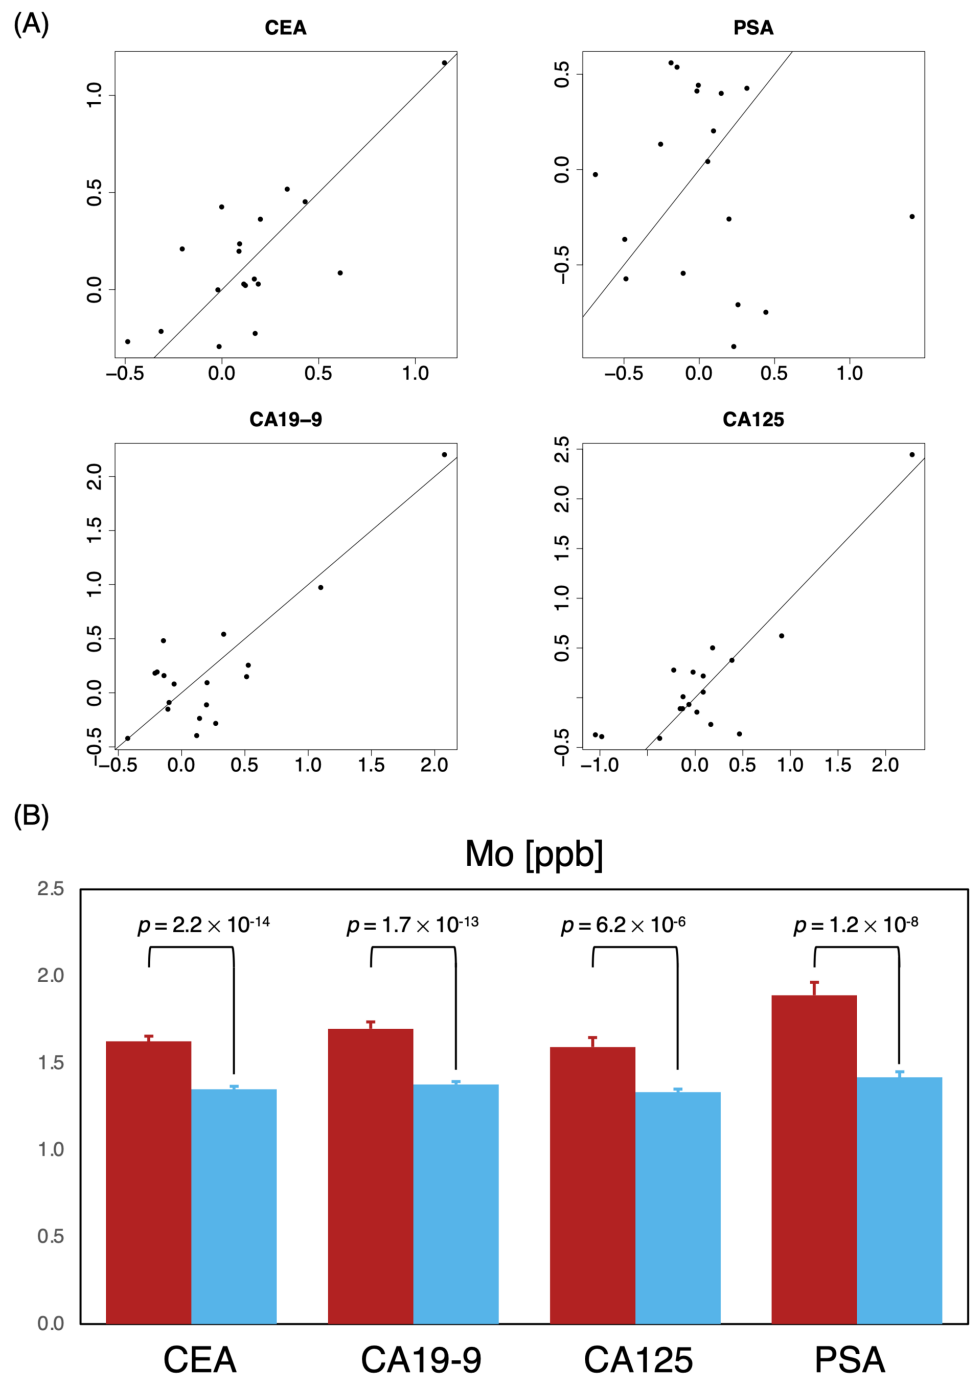 (A)
CEA
PSA
1.0
0.5
0.0
−0.5 0.0 0.5 1.0
0.5
0.0
−0.5
−0.5 0.0 0.5 1.0
CA19−9
CA125
2.0
1.5
1.0
0.5
0.0
−0.5
−0.5 0.0 0.5 1.0 1.5 2.0
2.5
2.0
1.5
1.0
0.5
−0.5
−1.0 0.0 0.5 1.0 1.5 2.0
(B)
Mo [ppb]
2.5
2.0
1.5
1.0
0.5
0.0
p = 2.2 × 10⁻¹⁴
p = 1.7 × 10⁻¹³
p = 6.2 × 10⁻⁶
p = 1.2 × 10⁻⁸
CEA CA19-9 CA125 PSA